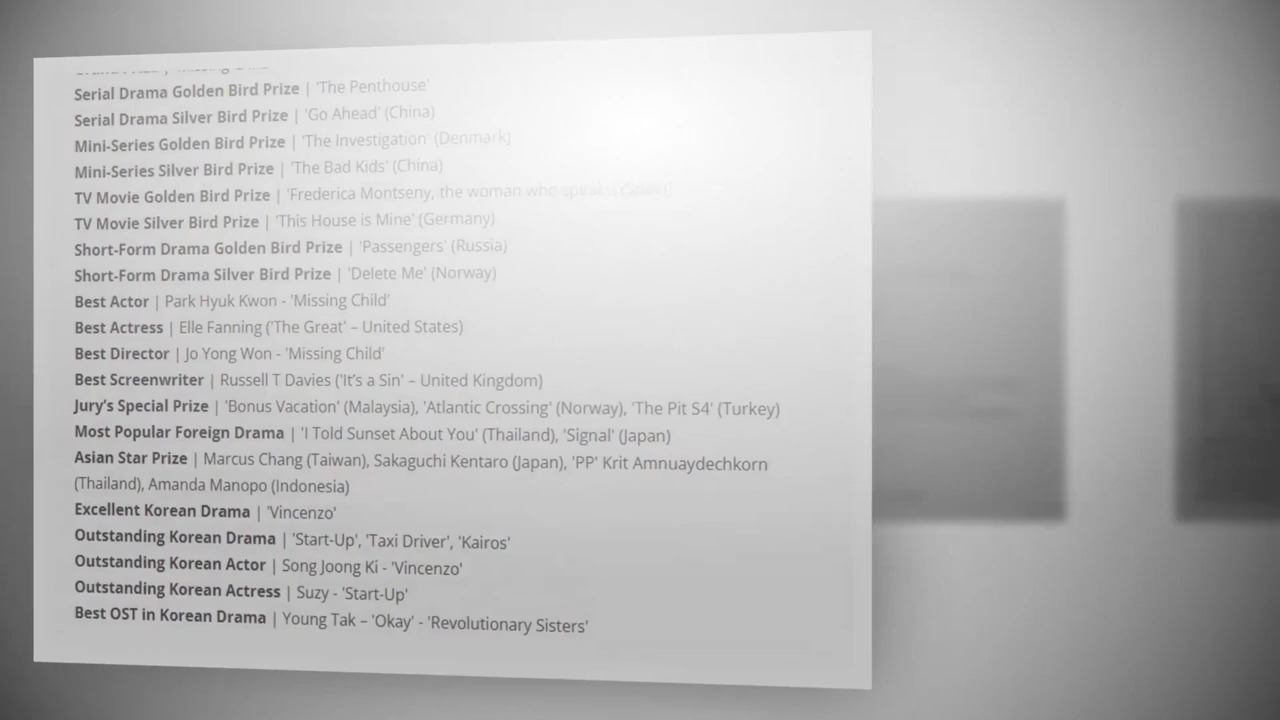 Serial Drama Golden Bird Prize | 'The Penthouse'
Serial Drama Silver Bird Prize | 'Go Ahead' (China)
Mini-Series Golden Bird Prize | 'The Investigation' (Denmark)
Mini-Series Silver Bird Prize | 'The Bad Kids' (China)
TV Movie Golden Bird Prize | 'Frederica Montseny, the woman who speaks
TV Movie Silver Bird Prize | 'This House is Mine' (Germany)
Short-Form Drama Golden Bird Prize | 'Passengers' (Russia)
Short-Form Drama Silver Bird Prize | 'Delete Me' (Norway)
Best Actor | Park Hyuk Kwon - 'Missing Child'
Best Actress | Elle Fanning ('The Great' – United States)
Best Director | Jo Yong Won - 'Missing Child'
Best Screenwriter | Russell T Davies ('It's a Sin' – United Kingdom)
Jury's Special Prize | 'Bonus Vacation' (Malaysia), 'Atlantic Crossing' (Norway), 'The Pit S4' (Turkey)
Most Popular Foreign Drama | 'I Told Sunset About You' (Thailand), 'Signal' (Japan)
Asian Star Prize | Marcus Chang (Taiwan), Sakaguchi Kentaro (Japan), 'PP' Krit Amnuaydechkorn
(Thailand), Amanda Manopo (Indonesia)
Excellent Korean Drama | 'Vincenzo'
Outstanding Korean Drama | 'Start-Up', 'Taxi Driver', 'Kairos'
Outstanding Korean Actor | Song Joong Ki - 'Vincenzo'
Outstanding Korean Actress | Suzy - 'Start-Up'
Best OST in Korean Drama | Young Tak – 'Okay' - 'Revolutionary Sisters'